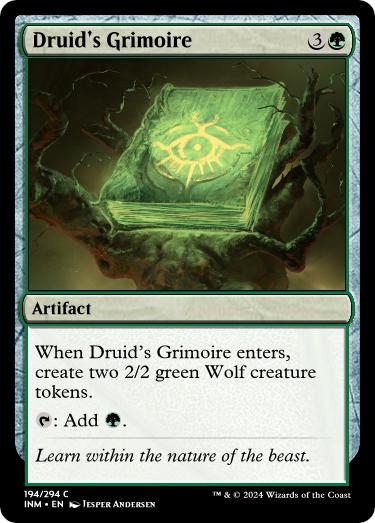 Druid's Grimoire 3
Artifact
When Druid's Grimoire enters,
create two 2/2 green Wolf creature
tokens.
: Add .
Learn within the nature of the beast.
194/294 C
INM • EN Jesper Andersen
™ & © 2024 Wizards of the Coast